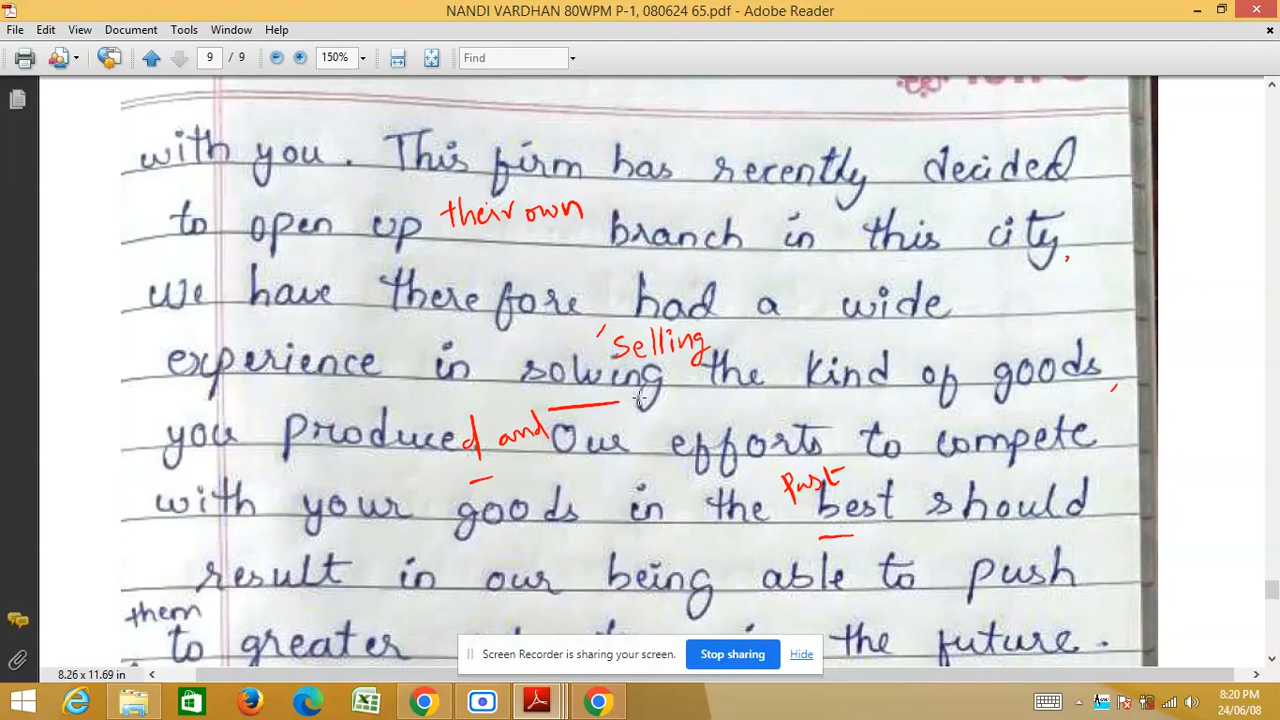 NANDI VARDHAN 80WPM P-1, 080624 65.pdf - Adobe Reader
File Edit View Document Tools Window Help
9 / 9 150% Find
with you. This firm has recently decided
to open up their own branch in this city.
we have therefore had a wide
selling
experience in solving the kind of goods,
you produced and Our efforts to compete
past
with your goods in the best should
result in our being able to push
them
to greater in the future.
Screen Recorder is sharing your screen. Stop sharing Hide
8.26 x 11.69 in
8:20 PM
24/06/08